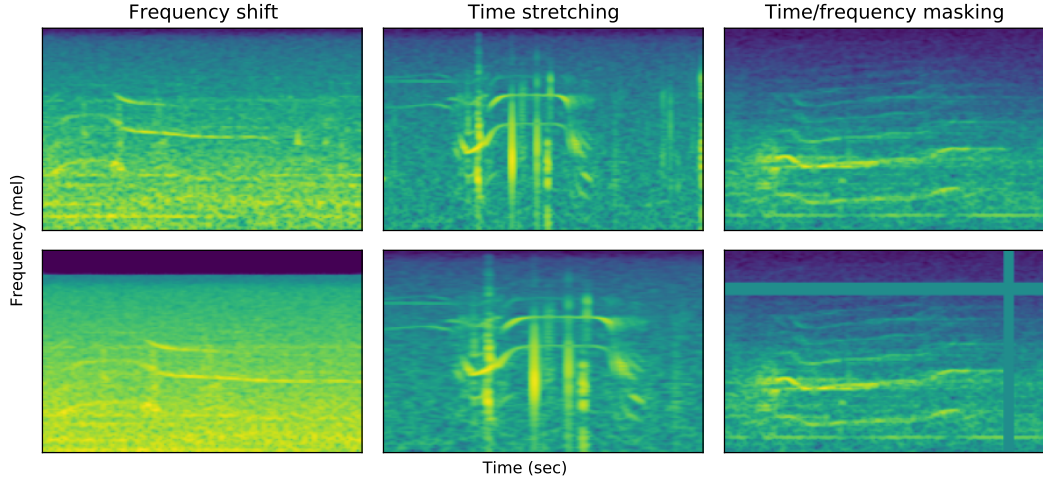 Frequency shift
Time stretching
Time/frequency masking
Frequency (mel)
Time (sec)